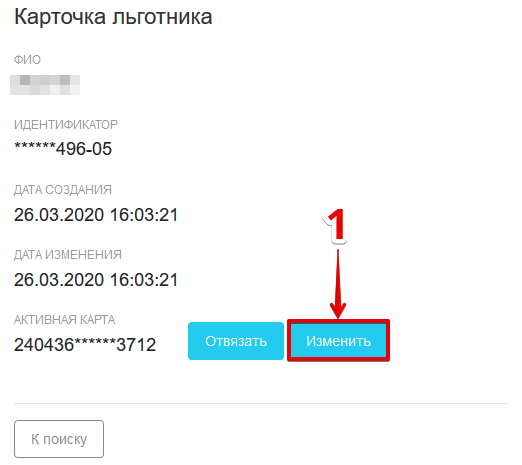 Карточка льготника
ФИО
ИДЕНТИФИКАТОР
******496-05
ДАТА СОЗДАНИЯ
26.03.2020 16:03:21
1
ДАТА ИЗМЕНЕНИЯ
26.03.2020 16:03:21
АКТИВНАЯ КАРТА
240436******3712 Отвязать Изменить
К поиску